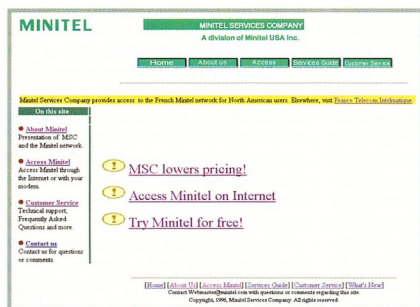 MINITEL
MINITEL SERVICES COMPANY
A division of Minitel USA Inc.
Home
About us
Access
Services Guide
Customer Service
Minitel Services Company provides access to the French Minitel network for North American users. Elsewhere, visit France Telecom Intelmatique.
On this site
About Minitel
Presentation of MSC
and the Minitel network.
Access Minitel
Access Minitel through
the Internet or with your
modem.
Customer Service
Technical support,
Frequently Asked
Questions and more.
Contact us
Contact us for questions
or comments.
MSC lowers pricing!
Access Minitel on Internet
Try Minitel for free!
[Home] [About Us] [Access Minitel] [Services Guide] [Customer Service] [What's New]
Contact Webmaster@minitel.com with questions or comments regarding this site.
Copyright, 1996, Minitel Services Company. All rights reserved.